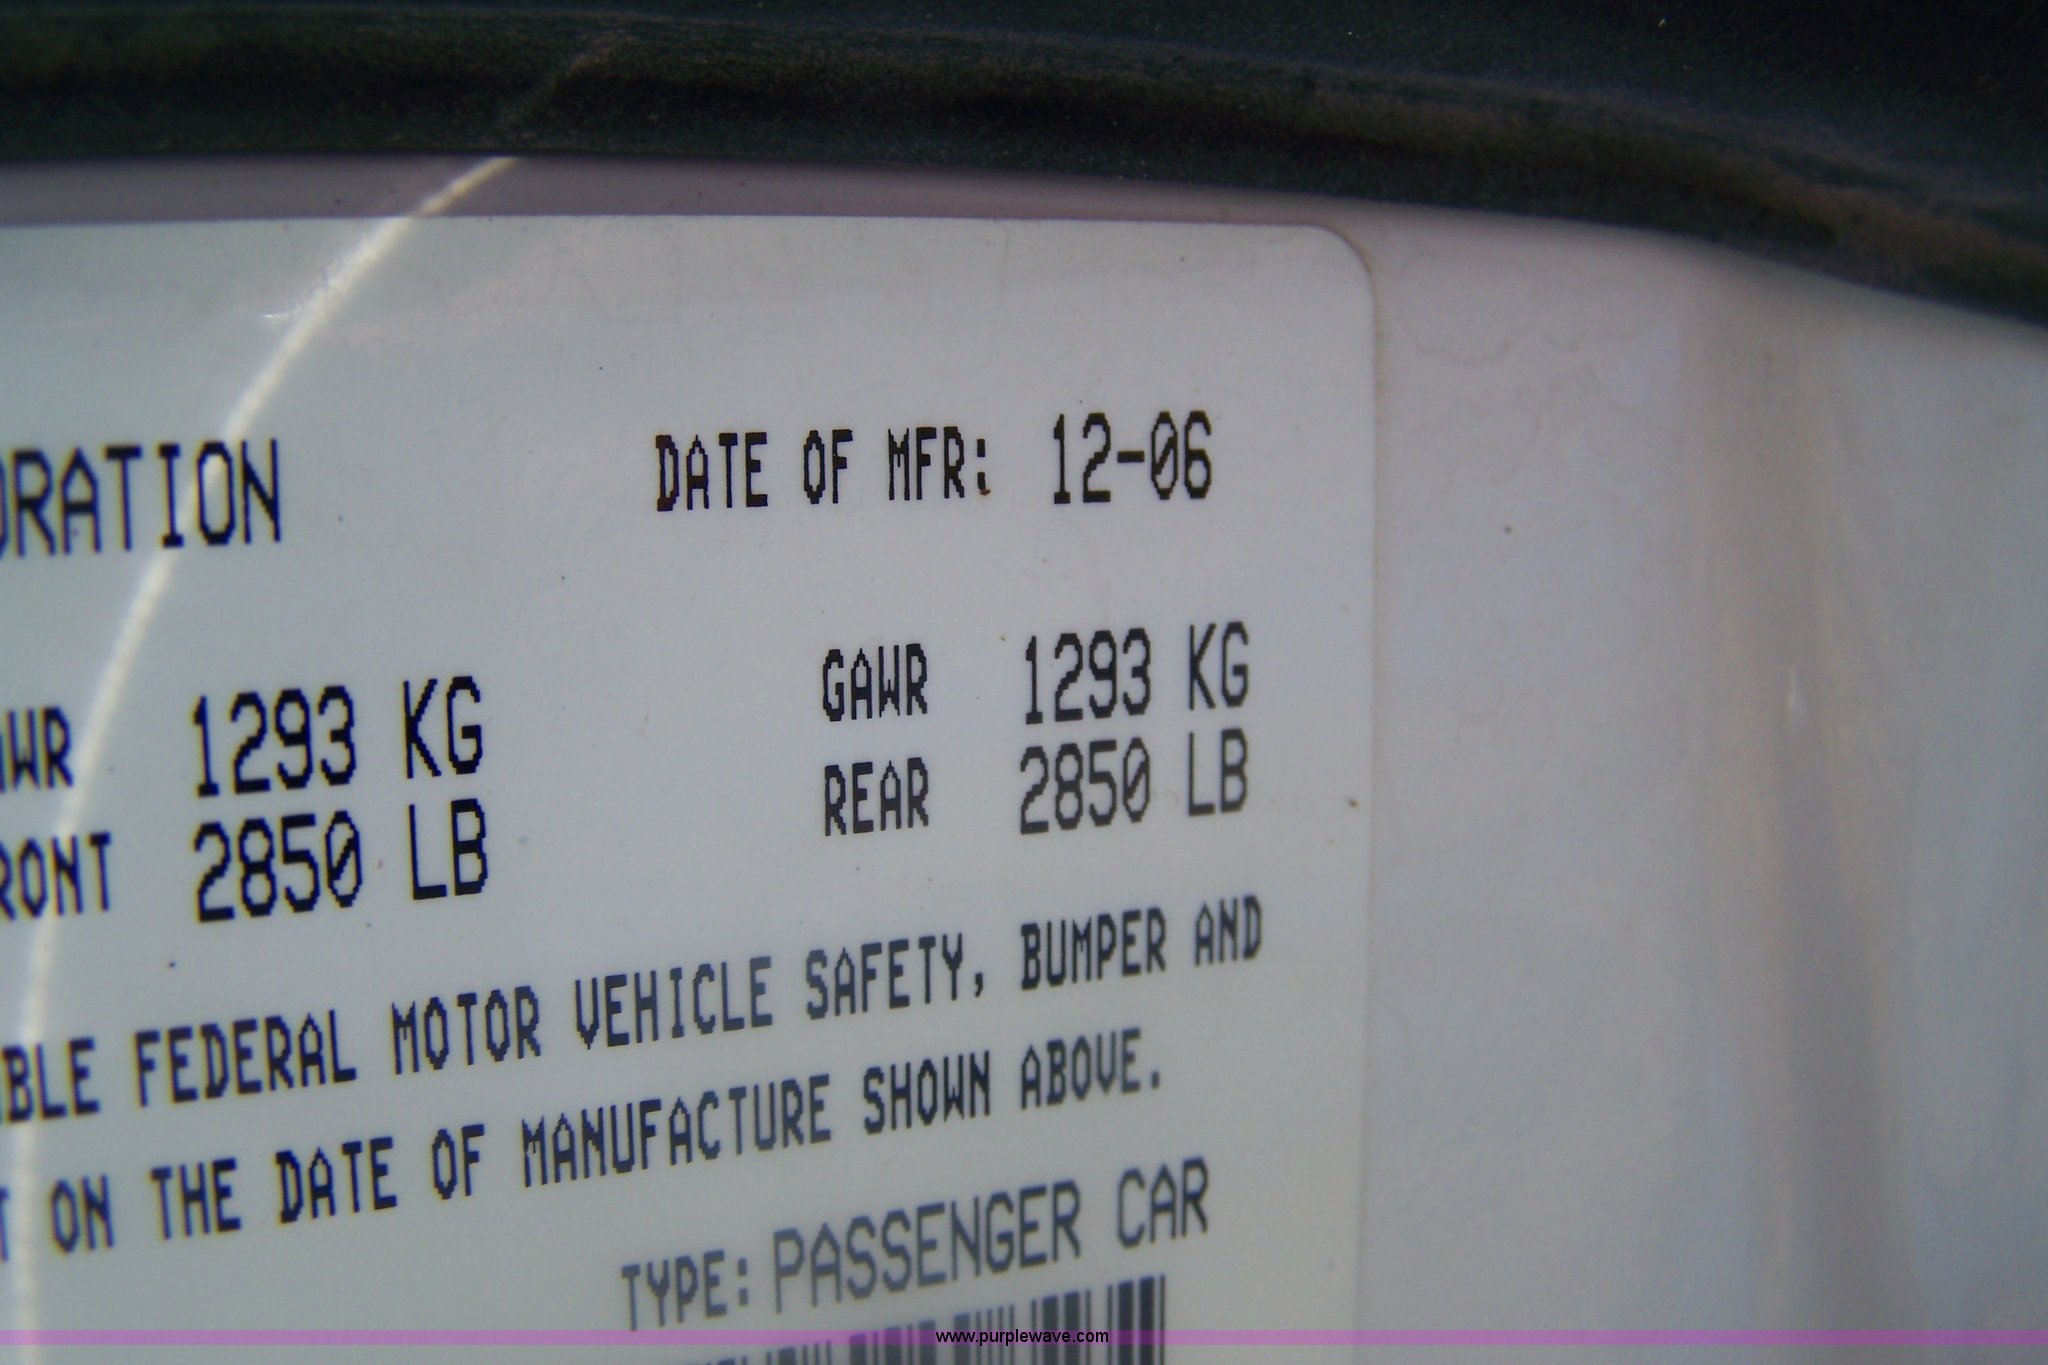 ORATION DATE OF MFR: 12-06
GAWR 1293 KG
REAR 2850 LB
WR 1293 KG
RONT 2850 LB
BLE FEDERAL MOTOR VEHICLE SAFETY, BUMPER AND
T ON THE DATE OF MANUFACTURE SHOWN ABOVE.
TYPE: PASSENGER CAR
www.purplewave.com